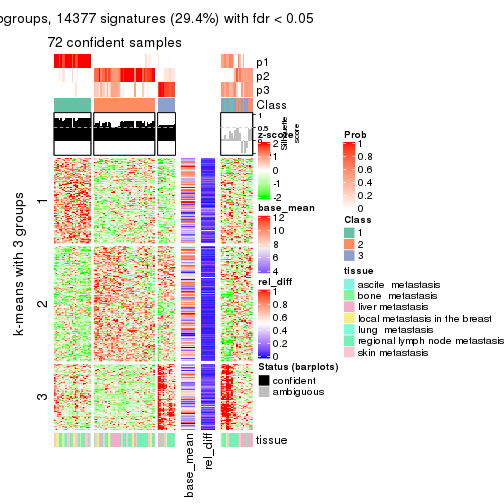 ogroups, 14377 signatures (29.4%) with fdr < 0.05
72 confident samples
p1
p2
p3
Class
1
0.5
0
Silhouette
score
k-means with 3 groups
1
2
3
base_mean
rel_diff
tissue
z-score
2
1
0
-1
-2
base_mean
12
10
8
6
4
rel_diff
1
0.8
0.6
0.4
0.2
0
Status (barplots)
confident
ambiguous
Prob
1
0.8
0.6
0.4
0.2
0
Class
1
2
3
tissue
ascite metastasis
bone metastasis
liver metastasis
local metastasis in the breast
lung metastasis
regional lymph node metastasis
skin metastasis